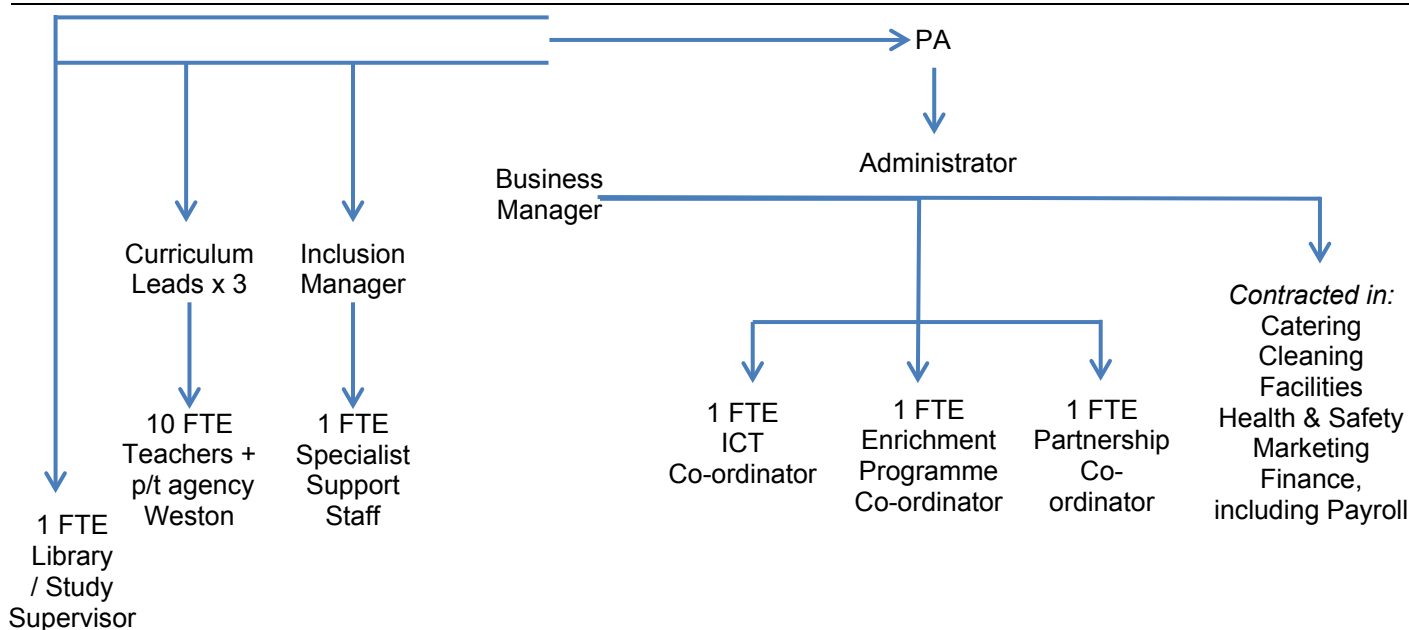 PA
Administrator
Business
Manager
Curriculum
Leads x 3
Inclusion
Manager
Contracted in:
Catering
Cleaning
Facilities
Health & Safety
Marketing
Finance,
including Payroll
10 FTE
Teachers +
p/t agency
Weston
1 FTE
Specialist
Support
Staff
1 FTE
ICT
Co-ordinator
1 FTE
Enrichment
Programme
Co-ordinator
1 FTE
Partnership
Co-
ordinator
1 FTE
Library
/ Study
Supervisor